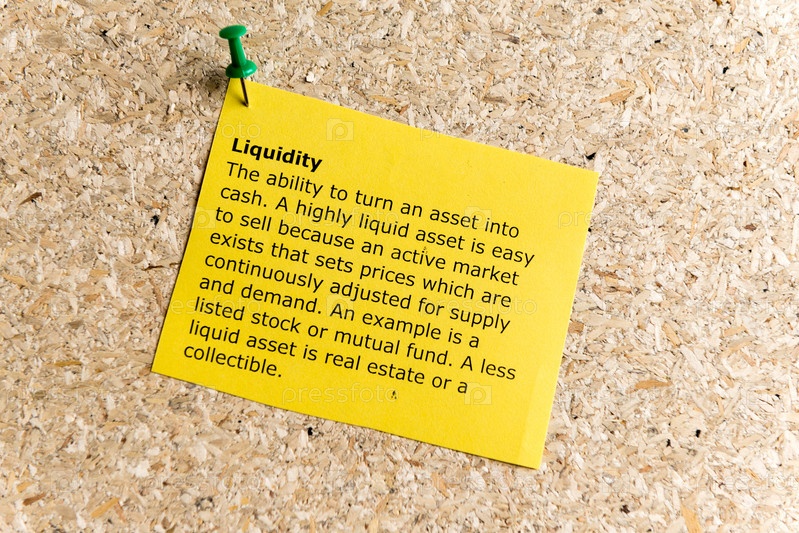 Liquidity
The ability to turn an asset into
cash. A highly liquid asset is easy
to sell because an active market
exists that sets prices which are
continuously adjusted for supply
and demand. An example is a
listed stock or mutual fund. A less
liquid asset is real estate or a
collectible.
pressfoto